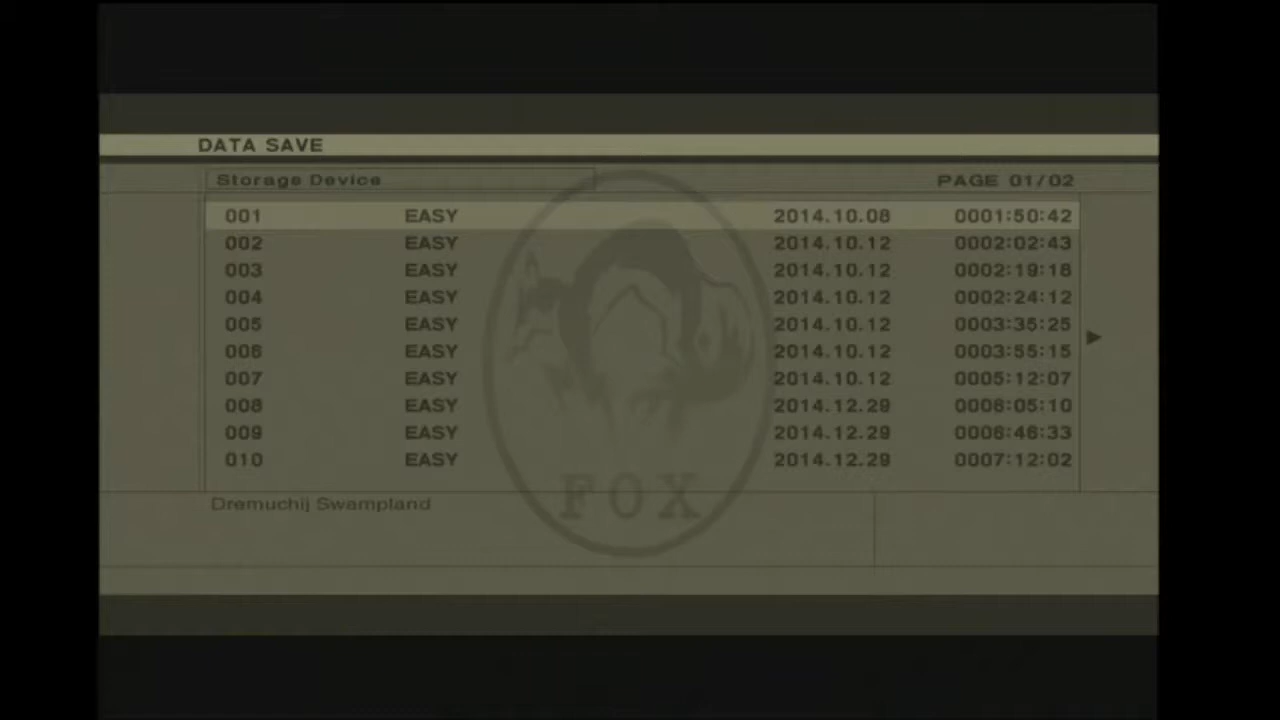 DATA SAVE
Storage Device PAGE 01/02
001 EASY 2014.10.08 0001:50:42
002 EASY 2014.10.12 0002:02:43
003 EASY 2014.10.12 0002:19:18
004 EASY 2014.10.12 0002:24:12
005 EASY 2014.10.12 0003:35:25
006 EASY 2014.10.12 0003:55:15
007 EASY 2014.10.12 0005:12:07
008 EASY 2014.12.29 0006:05:10
009 EASY 2014.12.29 0006:46:33
010 EASY 2014.12.29 0007:12:02
FOX
Dremuchij Swampland